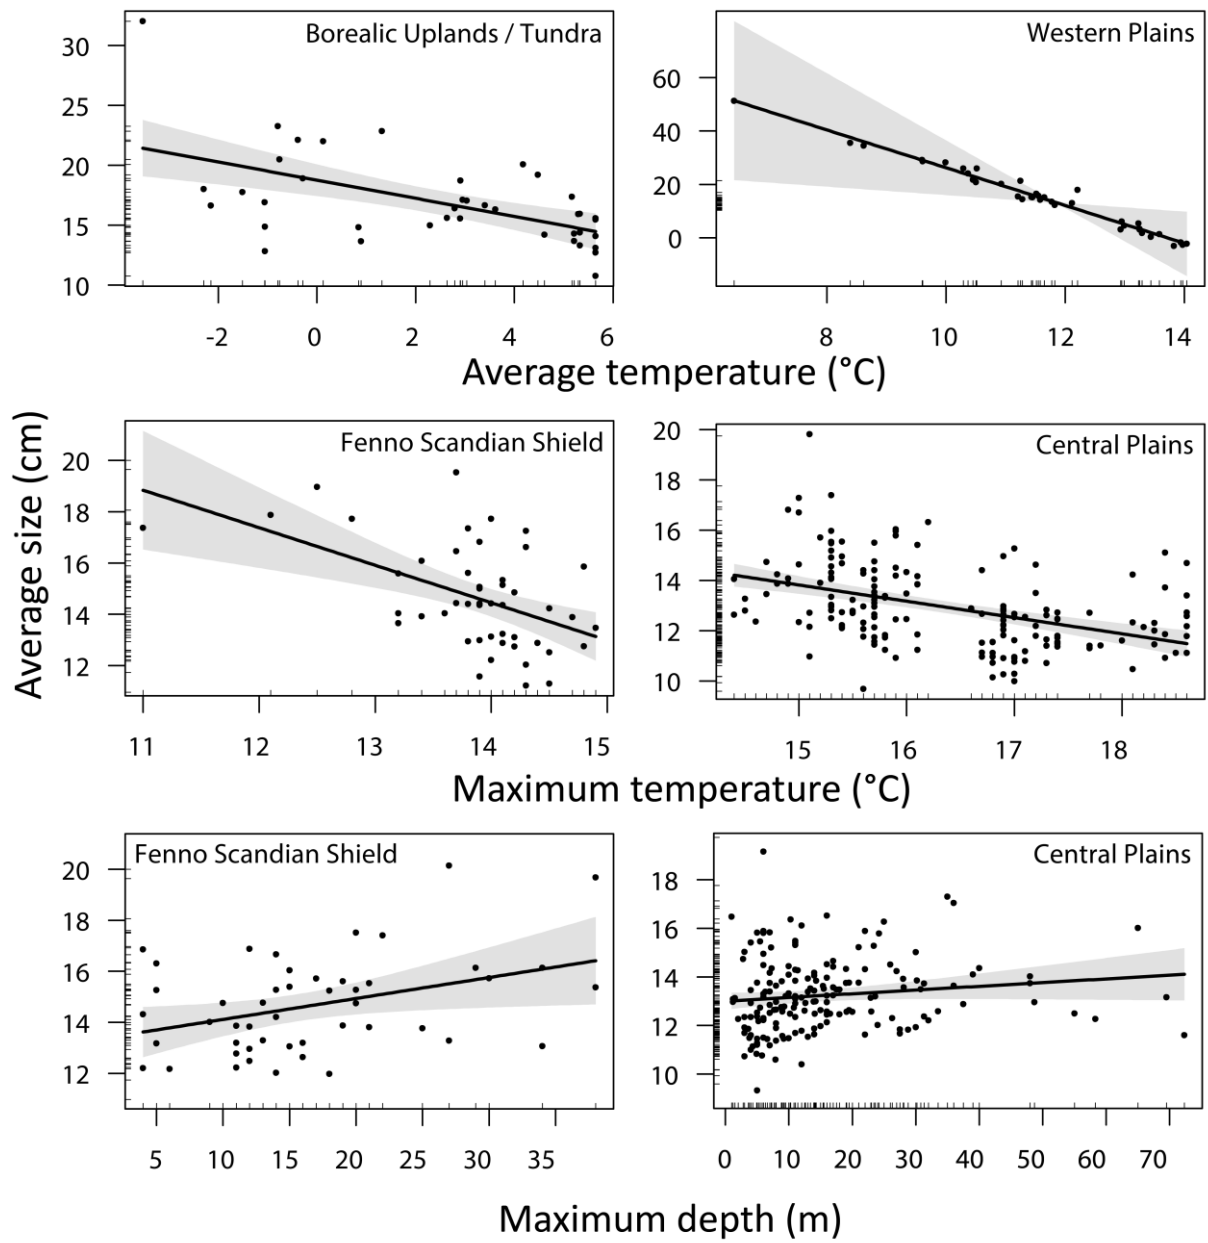 Borealic Uplands / Tundra
30
25
20
15
10
-2 0 2 4 6
Western Plains
60
40
20
0
8 10 12 14
Average temperature (°C)
Average size (cm)
Fenno Scandian Shield
20
18
16
14
12
11 12 13 14 15
Central Plains
20
18
16
14
12
10
15 16 17 18
Maximum temperature (°C)
Fenno Scandian Shield
20
18
16
14
12
5 10 15 20 25 30 35
Central Plains
18
16
14
12
10
0 10 20 30 40 50 60 70
Maximum depth (m)